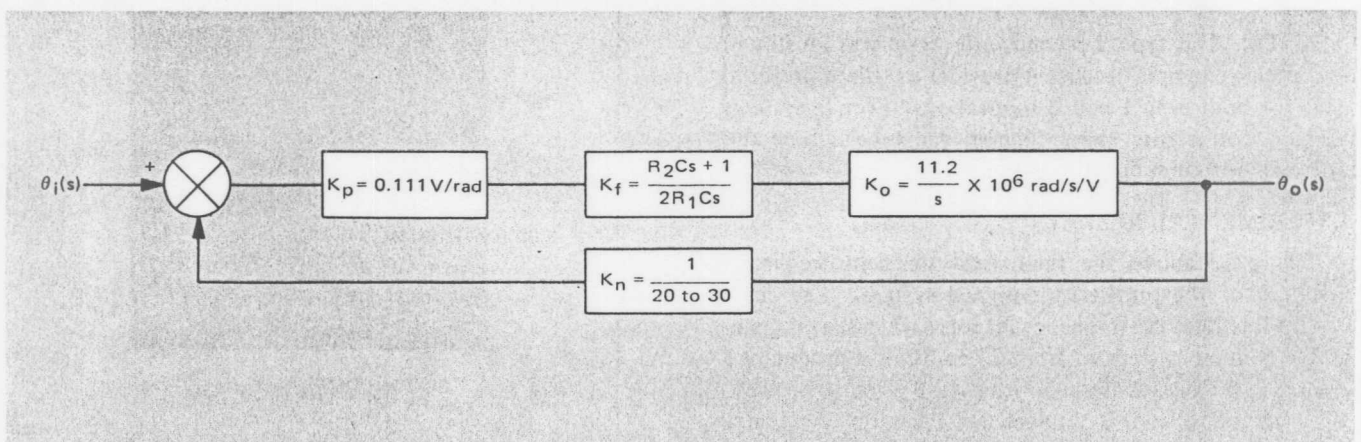 +
θi(s)
Kp = 0.111 V/rad
Kf = (R2Cs + 1) / (2R1Cs)
Ko = (11.2 / s) X 10^6 rad/s/V
θo(s)
Kn = 1 / (20 to 30)